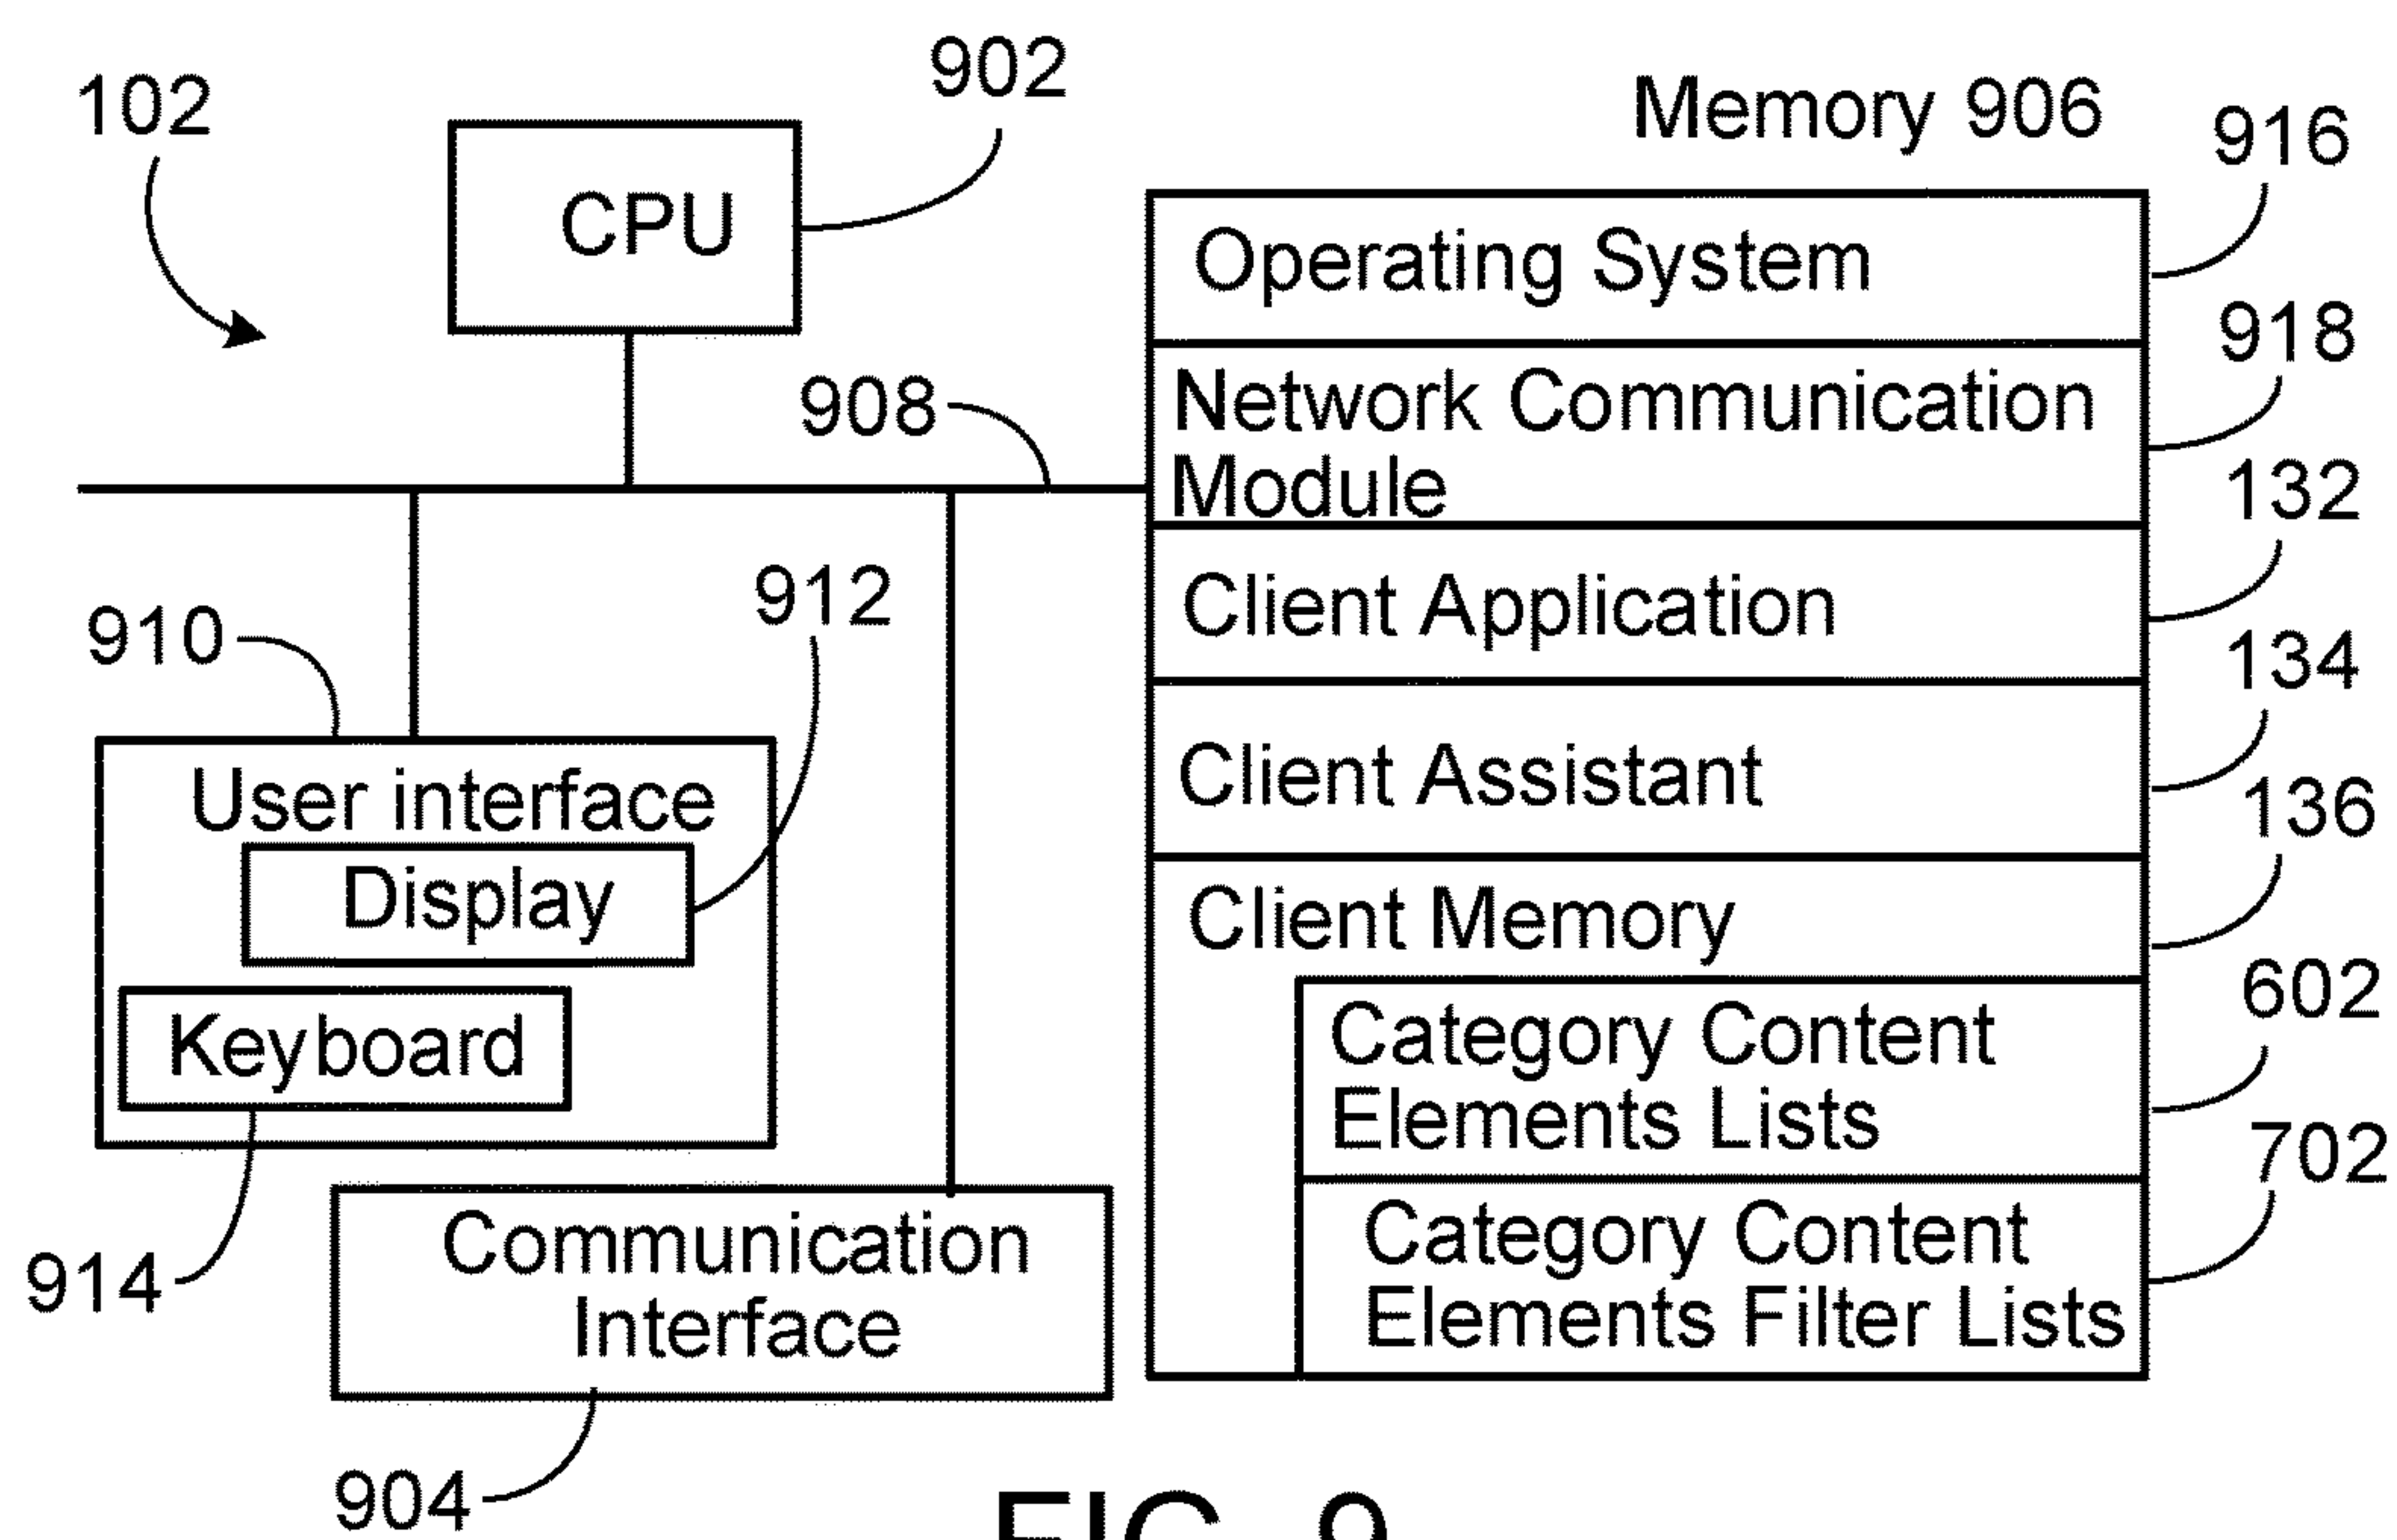 102
902
CPU
908
Memory 906
916
Operating System
918
Network Communication
Module
132
Client Application
134
Client Assistant
136
Client Memory
602
Category Content
Elements Lists
702
Category Content
Elements Filter Lists
910
912
User interface
Display
Keyboard
914
Communication
Interface
904
FIG. 9